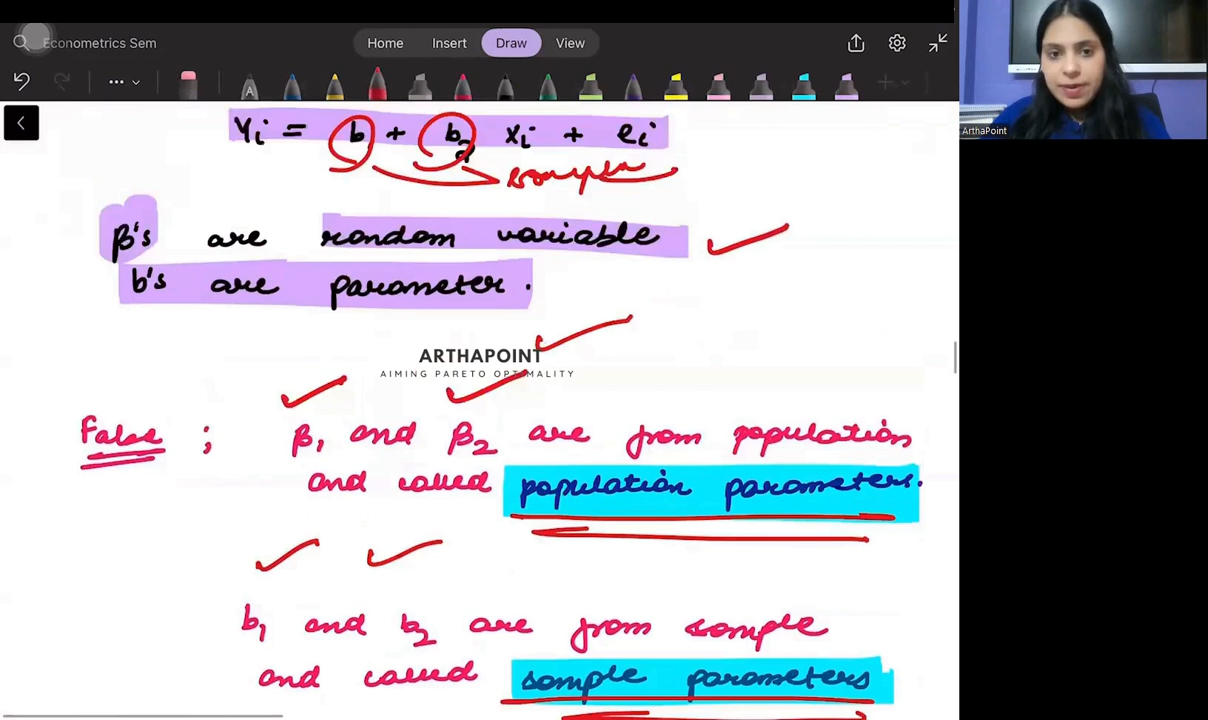 Econometrics Sem
Home Insert Draw View
A
ArthaPoint
Yi = b + b2 xi + ei
sample
β's are random variable
b's are parameter.
ARTHAPOINT
AIMING PARETO OPTIMALITY
False ; β1 and β2 are from population
and called population parameters.
b1 and b2 are from sample
and called sample parameters